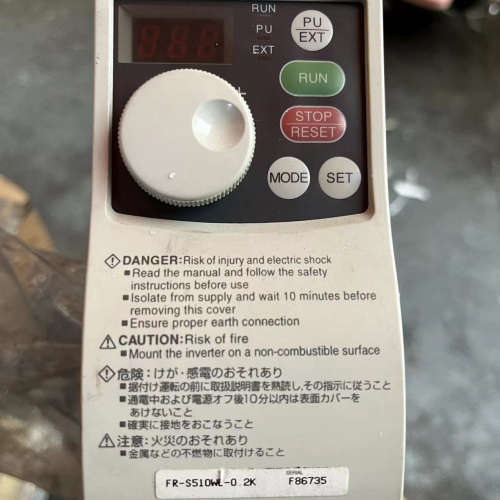 RUN
PU
EXT
PU
EXT
RUN
STOP
RESET
MODE
SET
DANGER: Risk of injury and electric shock
■Read the manual and follow the safety
instructions before use
■Isolate from supply and wait 10 minutes before
removing this cover
■Ensure proper earth connection
CAUTION: Risk of fire
■Mount the inverter on a non-combustible surface
危険：けが・感電のおそれあり
■据付け運転の前に取扱説明書を熟読し、その指示に従うこと
■通電中および電源オフ後10分以内は表面カバーを
あけないこと
■確実に接地をおこなうこと
注意：火災のおそれあり
■金属などの不燃物に取付けること
SERIAL
FR-S510WE-0.2K F86735